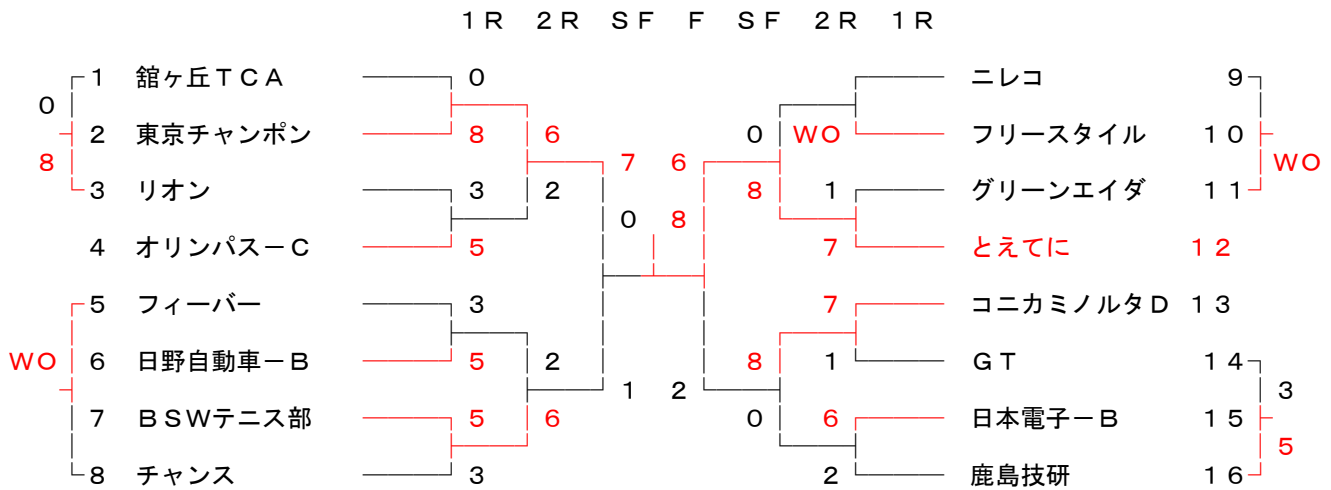 １Ｒ ２Ｒ ＳＦ Ｆ ＳＦ ２Ｒ １Ｒ
1 舘ヶ丘ＴＣＡ 0 ニレコ 9
0
2 東京チャンポン 8 6 0 ＷＯ フリースタイル １０
8 7 6 ＷＯ
3 リオン 3 2 8 1 グリーンエイダ １１
0 8
4 オリンパス－Ｃ 5 7 とえてに １２
5 フィーバー 3 7 コニカミノルタＤ １３
ＷＯ 6 日野自動車－Ｂ 5 2 8 1 ＧＴ １４
1 2 3
7 ＢＳＷテニス部 5 6 0 6 日本電子－Ｂ １５
5
8 チャンス 3 2 鹿島技研 １６